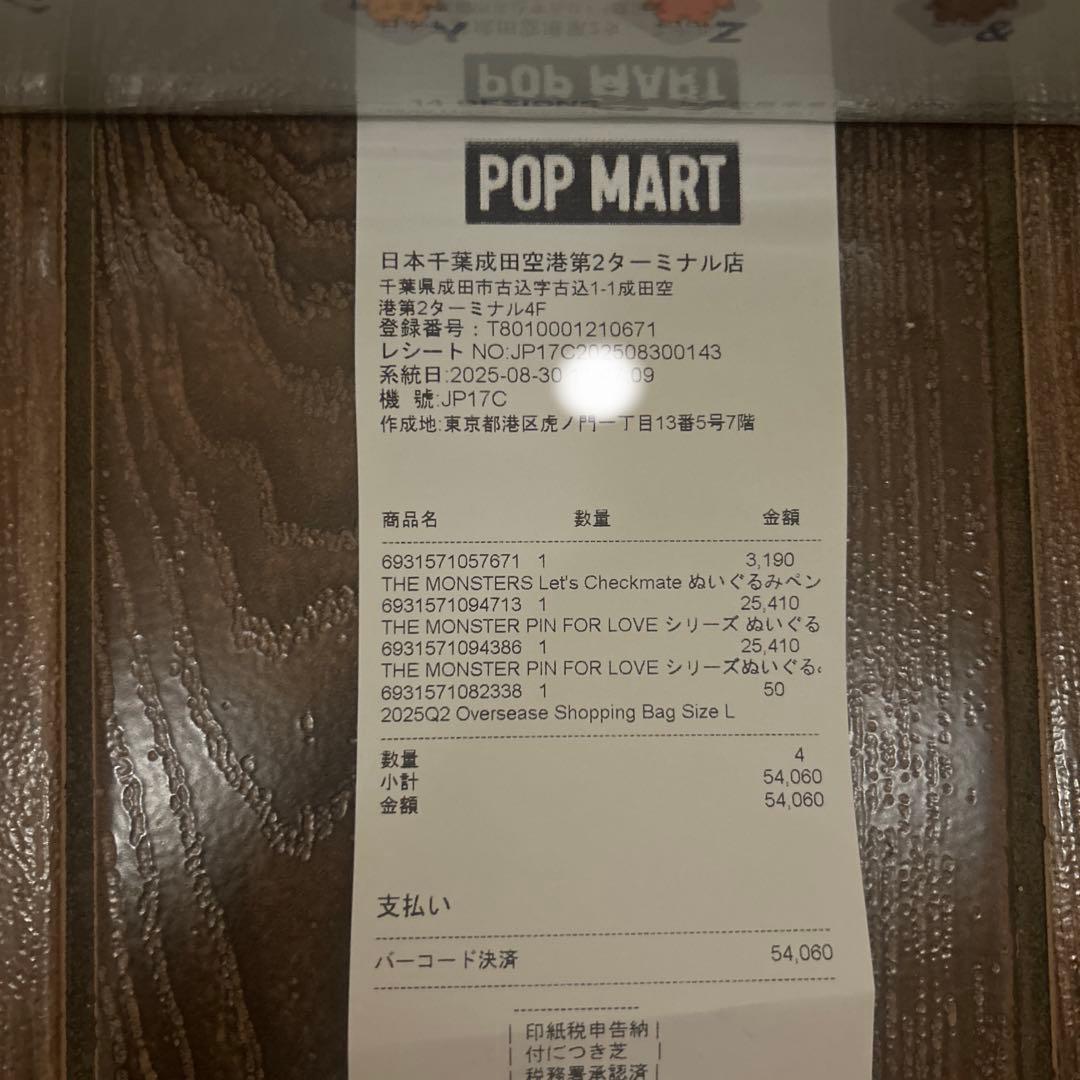 POP MART
日本千葉成田空港第2ターミナル店
千葉県成田市古込字古込1-1成田空
港第2ターミナル4F
登録番号：T8010001210671
レシート NO:JP17C202508300143
系統日:2025-08-30 09
機 號:JP17C
作成地:東京都港区虎ノ門一丁目13番5号7階
商品名 数量 金額
6931571057671 1 3,190
THE MONSTERS Let's Checkmate ぬいぐるみペン
6931571094713 1 25,410
THE MONSTER PIN FOR LOVE シリーズ ぬいぐる
6931571094386 1 25,410
THE MONSTER PIN FOR LOVE シリーズぬいぐる
6931571082338 1 50
2025Q2 Oversease Shopping Bag Size L
数量 4
小計 54,060
金額 54,060
支払い
バーコード決済 54,060
印紙税申告納
付につき芝
税務署承認済